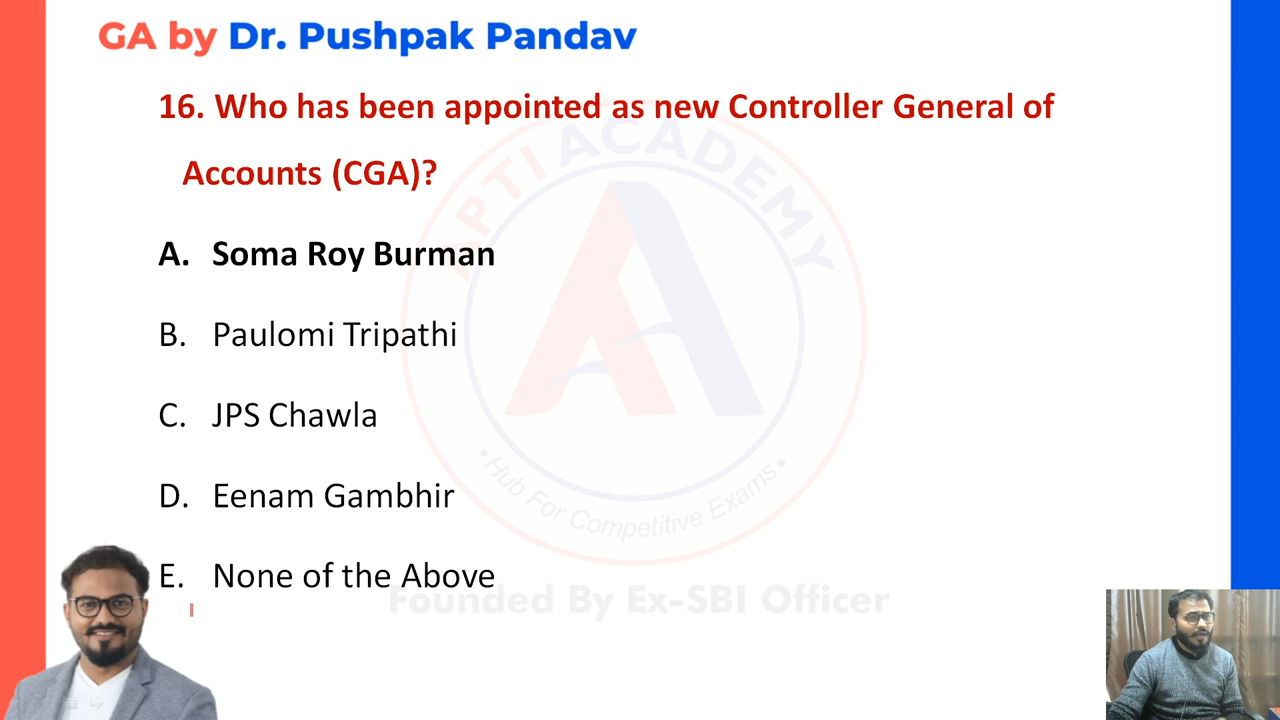 GA by Dr. Pushpak Pandav
16. Who has been appointed as new Controller General of
Accounts (CGA)?
A. Soma Roy Burman
B. Paulomi Tripathi
C. JPS Chawla
D. Eenam Gambhir
E. None of the Above
APTI ACADEMY
• Hub For Competitive Exams •
Founded By Ex-SBI Officer